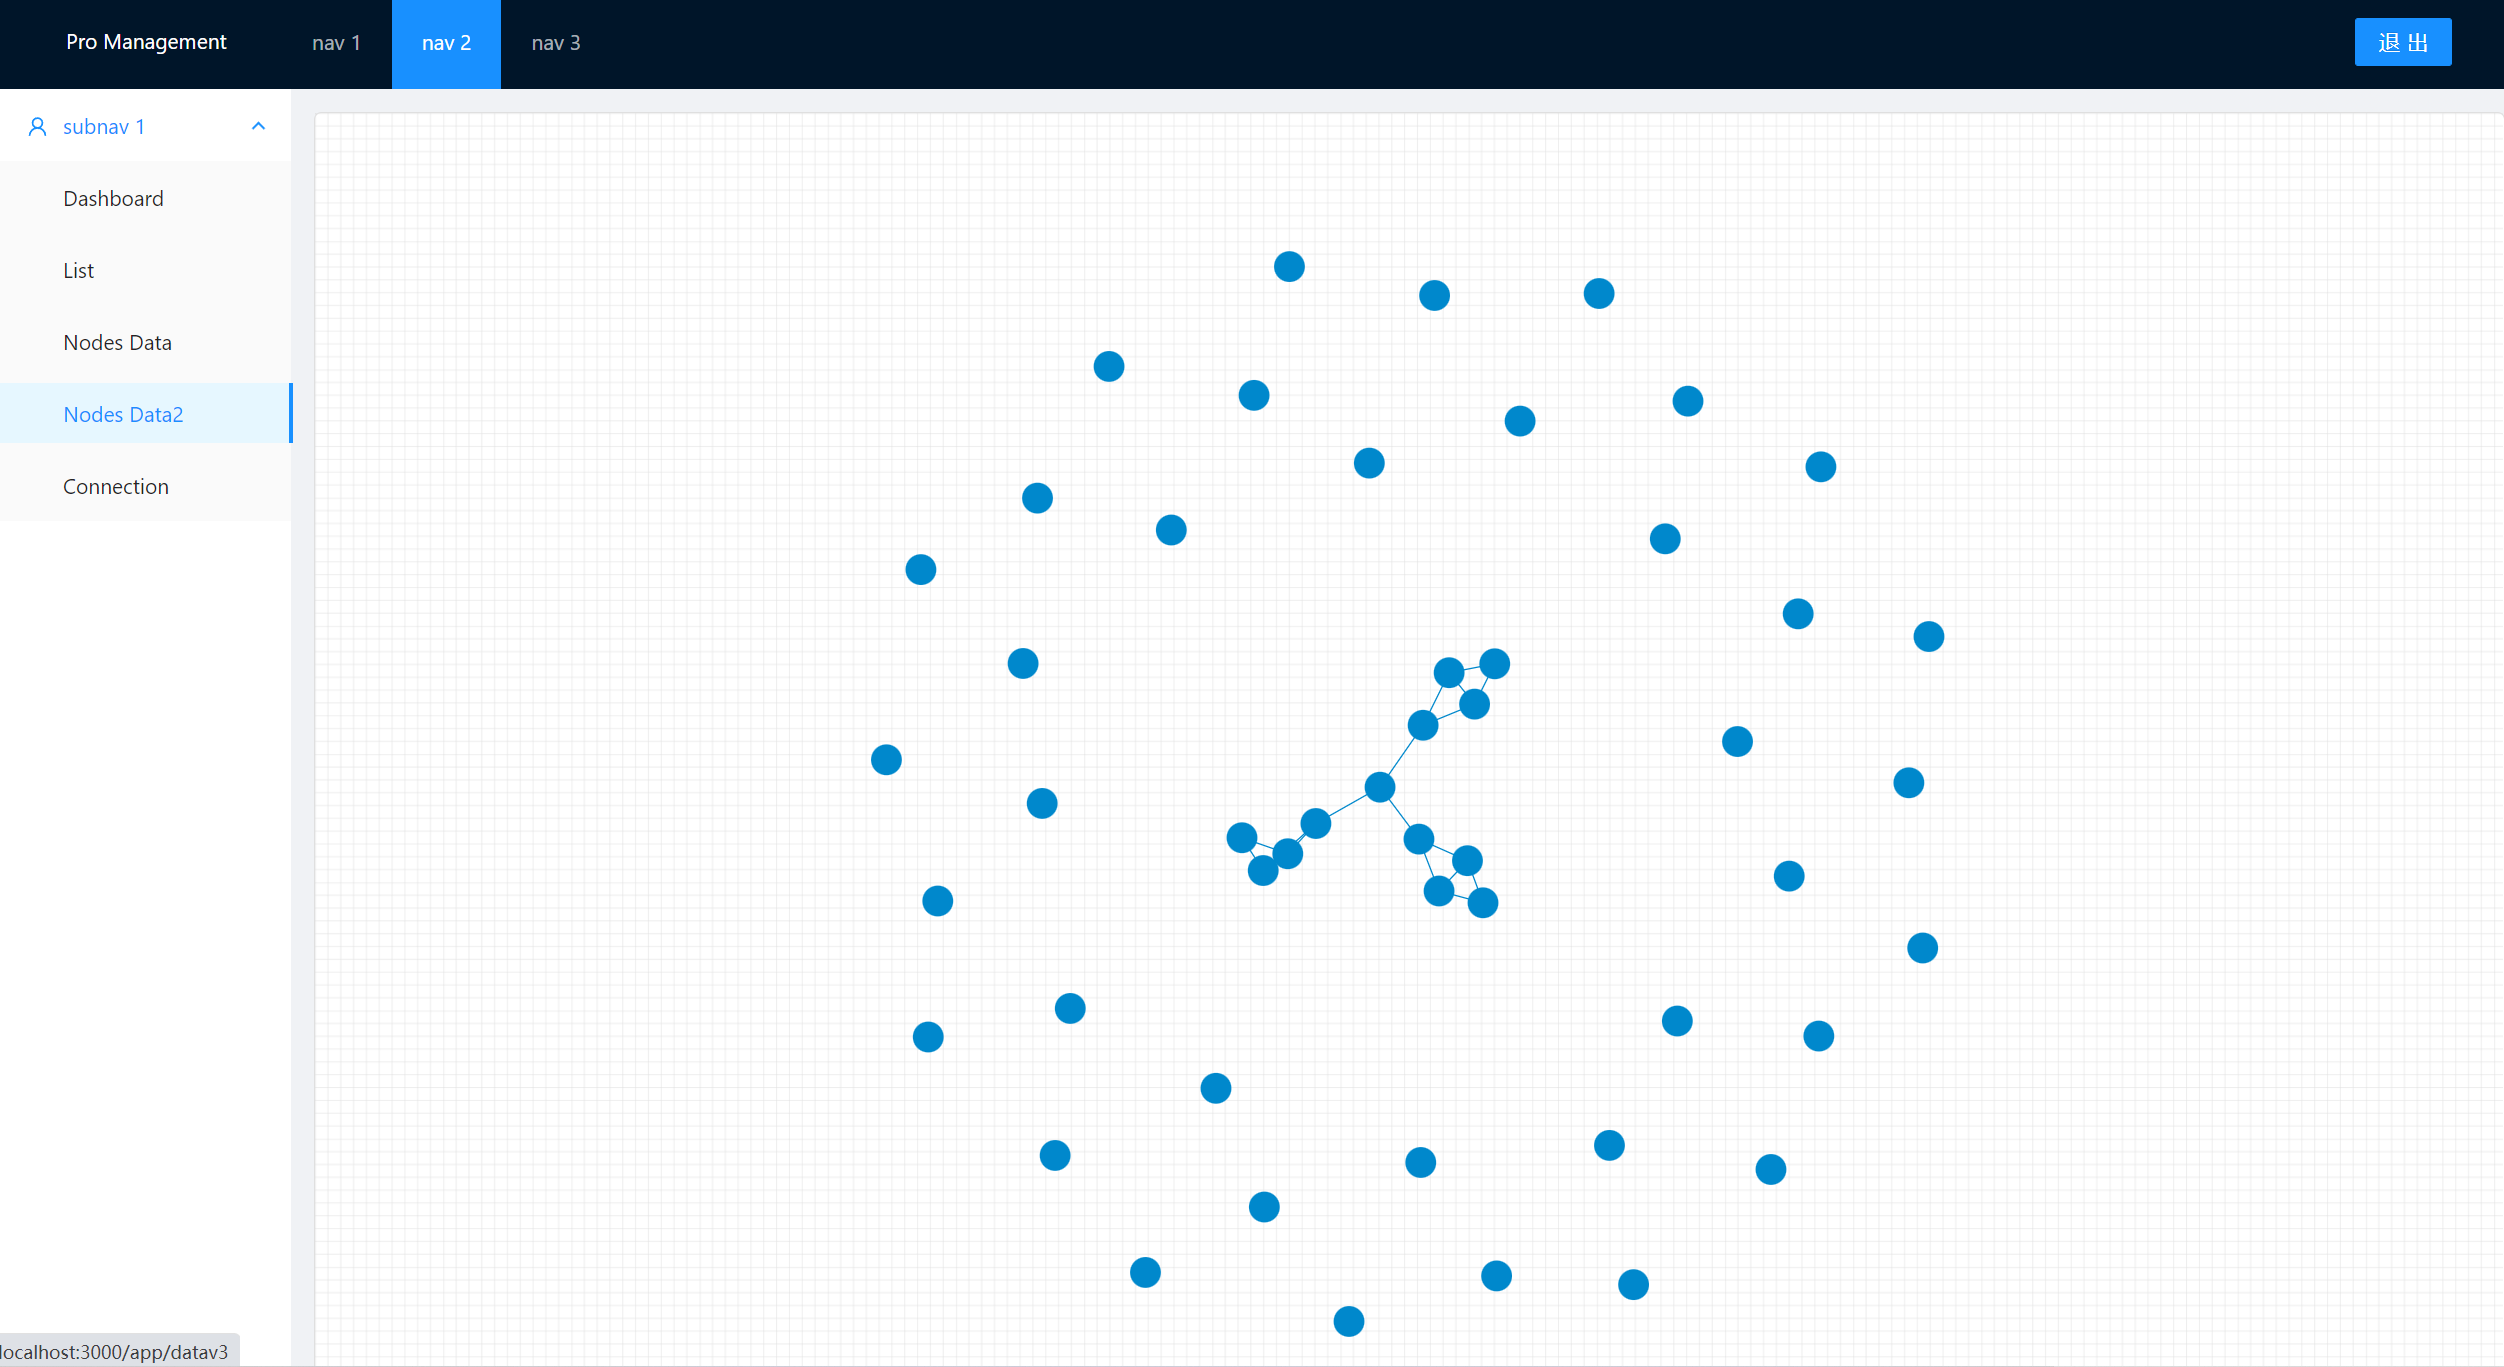 Pro Management
nav 1
nav 2
nav 3
退 出
subnav 1
Dashboard
List
Nodes Data
Nodes Data2
Connection
localhost:3000/app/datav3